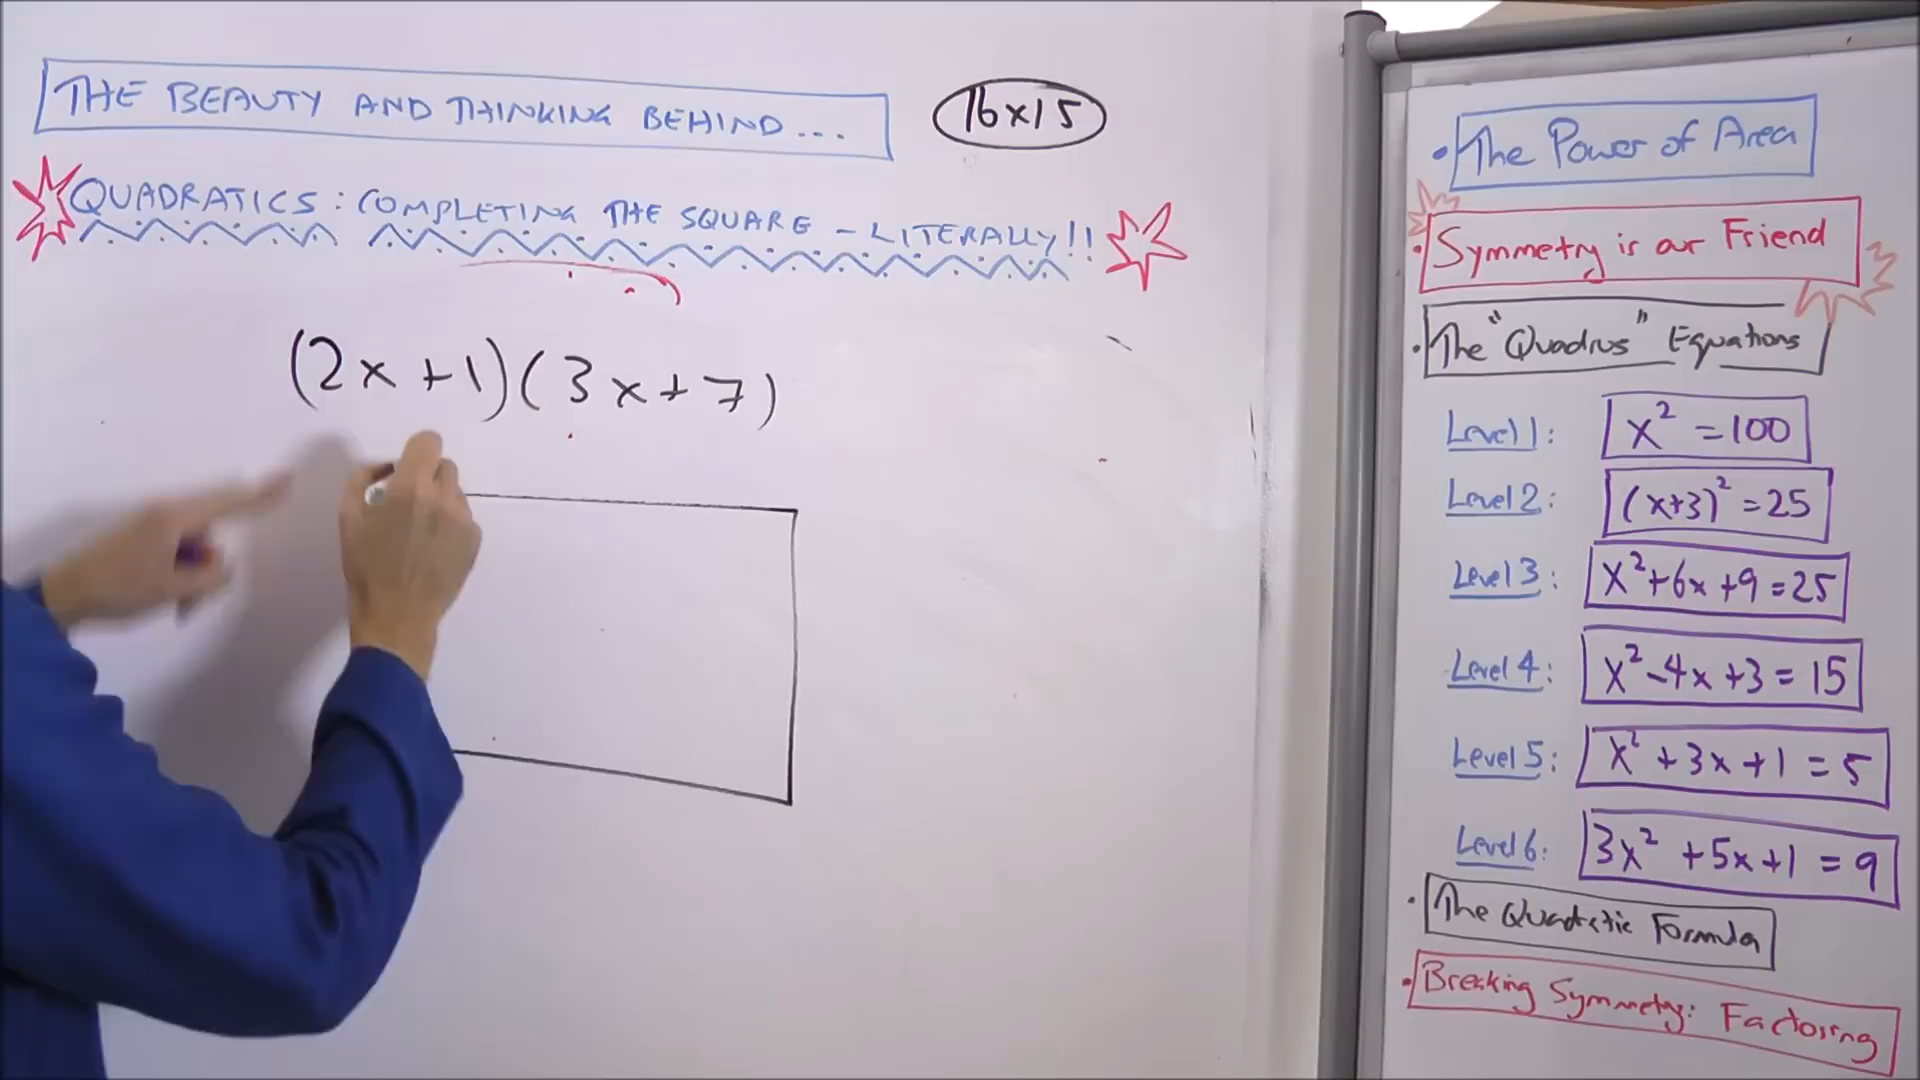 THE BEAUTY AND THINKING BEHIND...
16x15
QUADRATICS: COMPLETING THE SQUARE - LITERALLY!!
(2x+1)(3x+7)
• The Power of Area
• Symmetry is our Friend
• The "Quadrus" Equations
Level 1: x² = 100
Level 2: (x+3)² = 25
Level 3: x²+6x+9 = 25
Level 4: x²-4x+3 = 15
Level 5: x²+3x+1 = 5
Level 6: 3x²+5x+1 = 9
• The Quadratic Formula
• Breaking Symmetry: Factoring